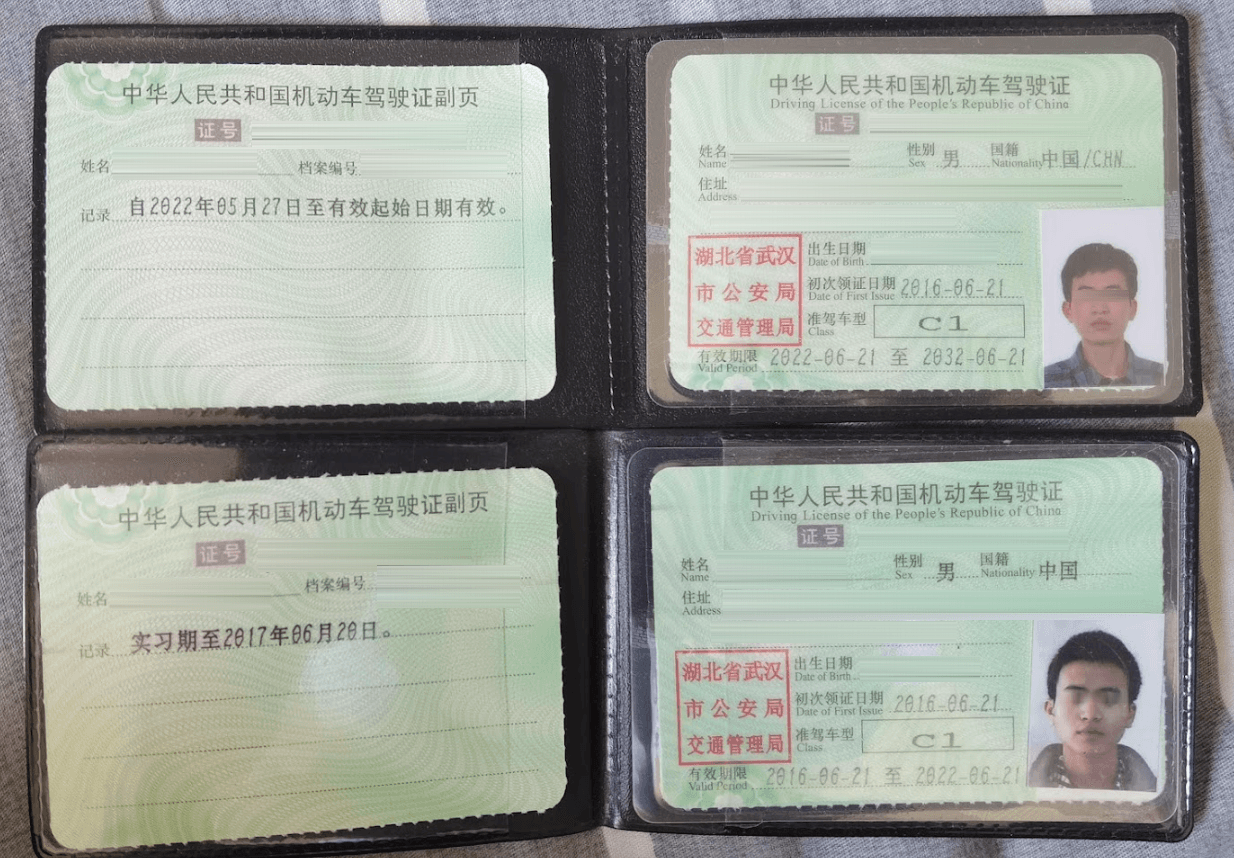 中华人民共和国机动车驾驶证副页
证号
姓名 档案编号
记录 自2022年05月27日至有效起始日期有效。
中华人民共和国机动车驾驶证
Driving License of the People's Republic of China
证号
姓名 性别 男 国籍 中国/CHN
Name Sex Nationality
住址
Address
湖北省武汉
市公安局
交通管理局
出生日期
Date of Birth
初次领证日期 2016-06-21
Date of First Issue
准驾车型 C1
Class
有效期限 2022-06-21 至 2032-06-21
Valid Period
中华人民共和国机动车驾驶证副页
证号
姓名 档案编号
记录 实习期至2017年06月20日。
中华人民共和国机动车驾驶证
Driving License of the People's Republic of China
证号
姓名 性别 男 国籍 中国
Name Sex Nationality
住址
Address
湖北省武汉
市公安局
交通管理局
出生日期
Date of Birth
初次领证日期 2016-06-21
Date of First Issue
准驾车型 C1
Class
有效期限 2016-06-21 至 2022-06-21
Valid Period